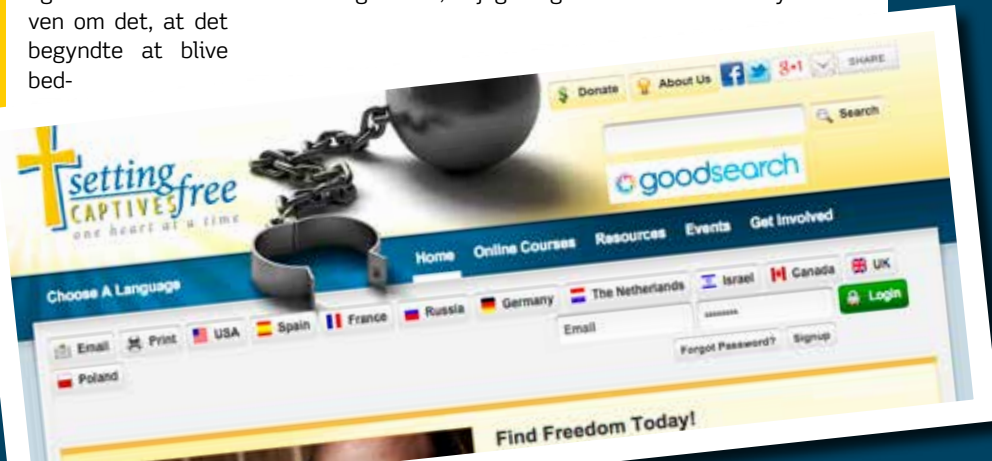 ven om det, at det
begyndte at blive
bed-
Donate About Us f g+1 SHARE
Search
goodsearch
setting free
CAPTIVES
one heart at a time
Home Online Courses Resources Events Get Involved
Choose A Language
Email Print USA Spain France Russia Germany The Netherlands Israel Canada UK
Poland
Email ******** Login
Forgot Password? Signup
Find Freedom Today!